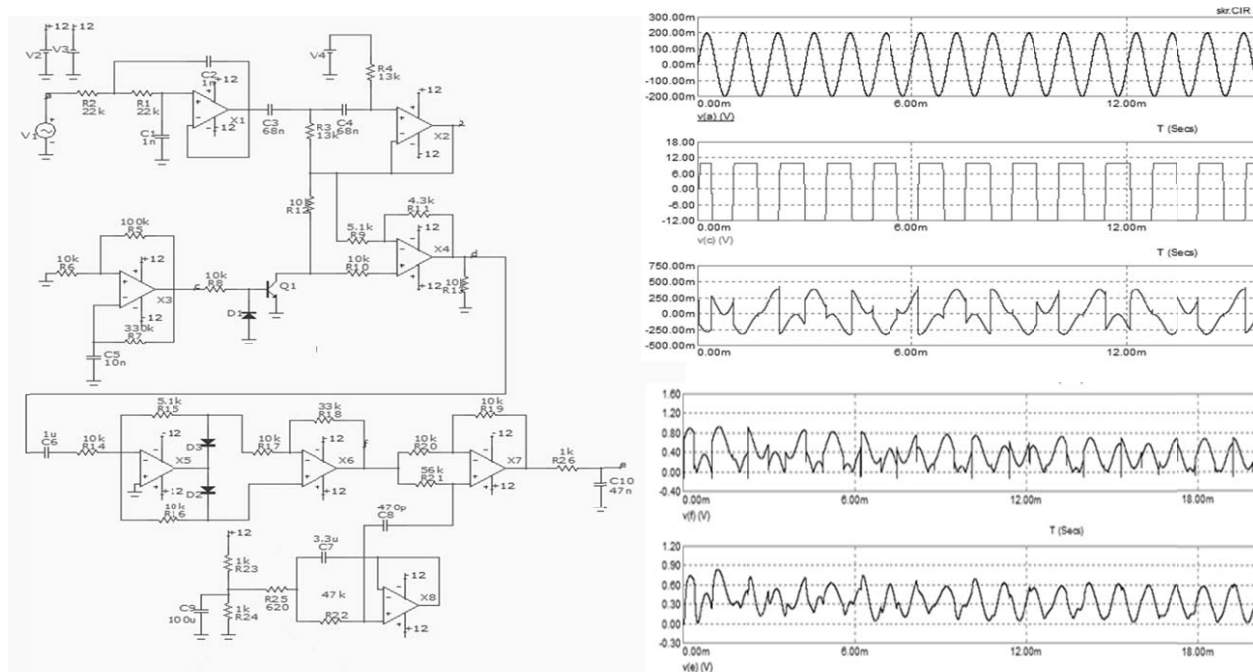 +12 +12
V2
V3
C2
1n
+12
R2
22k
R1
22k
V1
C1
1n
X1
-12
C3
68n
R3
13k
V4
R4
13k
C4
68n
+12
X2
-12
10k
R12
4.3k
R11
5.1k
R9
+12
X4
10k
R10
-12
R13
100k
R5
10k
R6
+12
X3
-12
330k
R7
C5
10n
10k
R8
D1
Q1
5.1k
R15
1u
C6
10k
R14
-12
X5
+12
D3
D2
10k
R16
33k
R18
10k
R17
-12
X6
+12
10k
R19
10k
R20
56k
R21
-12
X7
+12
1k
R26
C10
47n
470p
C8
+12
1k
R23
C9
100u
1k
R24
R25
620
3.3u
C7
47k
R22
-12
X8
+12
skr.CIR
300.00m
200.00m
100.00m
0.00m
-100.00m
-200.00m
0.00m 6.00m 12.00m
v(a) (V)
T (Secs)
18.00
12.00
6.00
0.00
-6.00
-12.00
0.00m 6.00m 12.00m
v(c) (V)
T (Secs)
750.00m
500.00m
250.00m
0.00m
-250.00m
-500.00m
0.00m 6.00m 12.00m
1.60
1.20
0.80
0.40
0.00
-0.40
0.00m 6.00m 12.00m 18.00m
v(f) (V)
T (Secs)
1.20
0.90
0.60
0.30
0.00
-0.30
0.00m 6.00m 12.00m 18.00m
v(e) (V)